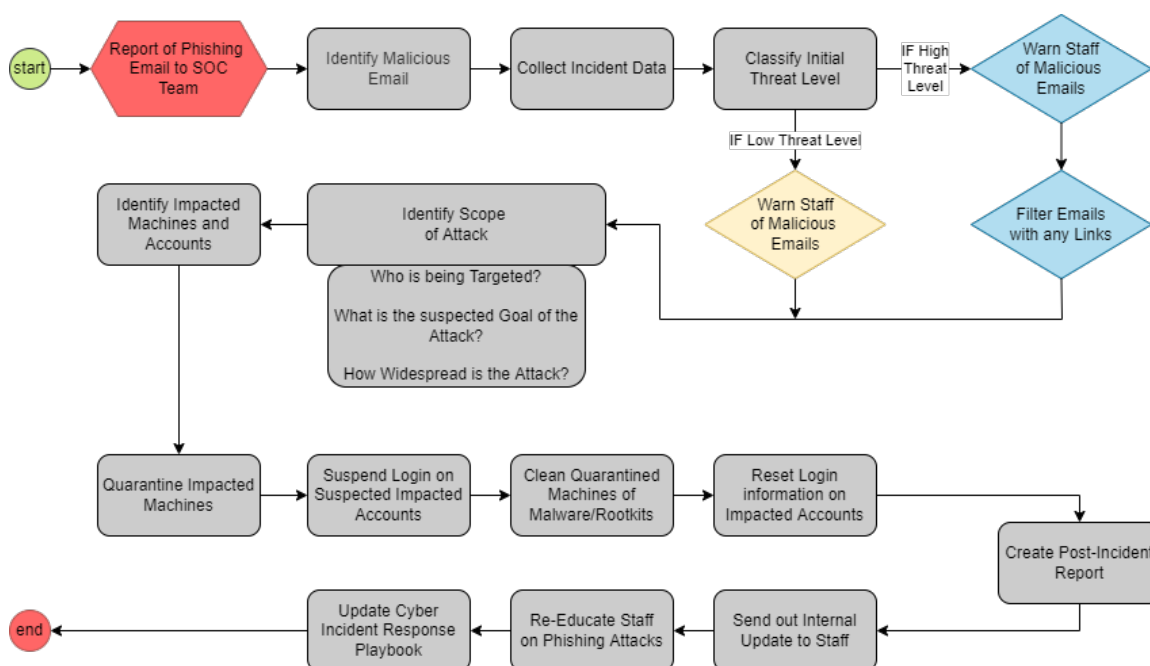 start
Report of Phishing
Email to SOC
Team
Identify Malicious
Email
Collect Incident Data
Classify Initial
Threat Level
IF High
Threat
Level
Warn Staff
of Malicious
Emails
IF Low Threat Level
Identify Impacted
Machines and
Accounts
Identify Scope
of Attack
Warn Staff
of Malicious
Emails
Filter Emails
with any Links
Who is being Targeted?
What is the suspected Goal of the
Attack?
How Widespread is the Attack?
Quarantine Impacted
Machines
Suspend Login on
Suspected Impacted
Accounts
Clean Quarantined
Machines of
Malware/Rootkits
Reset Login
information on
Impacted Accounts
Create Post-Incident
Report
Send out Internal
Update to Staff
Re-Educate Staff
on Phishing Attacks
Update Cyber
Incident Response
Playbook
end